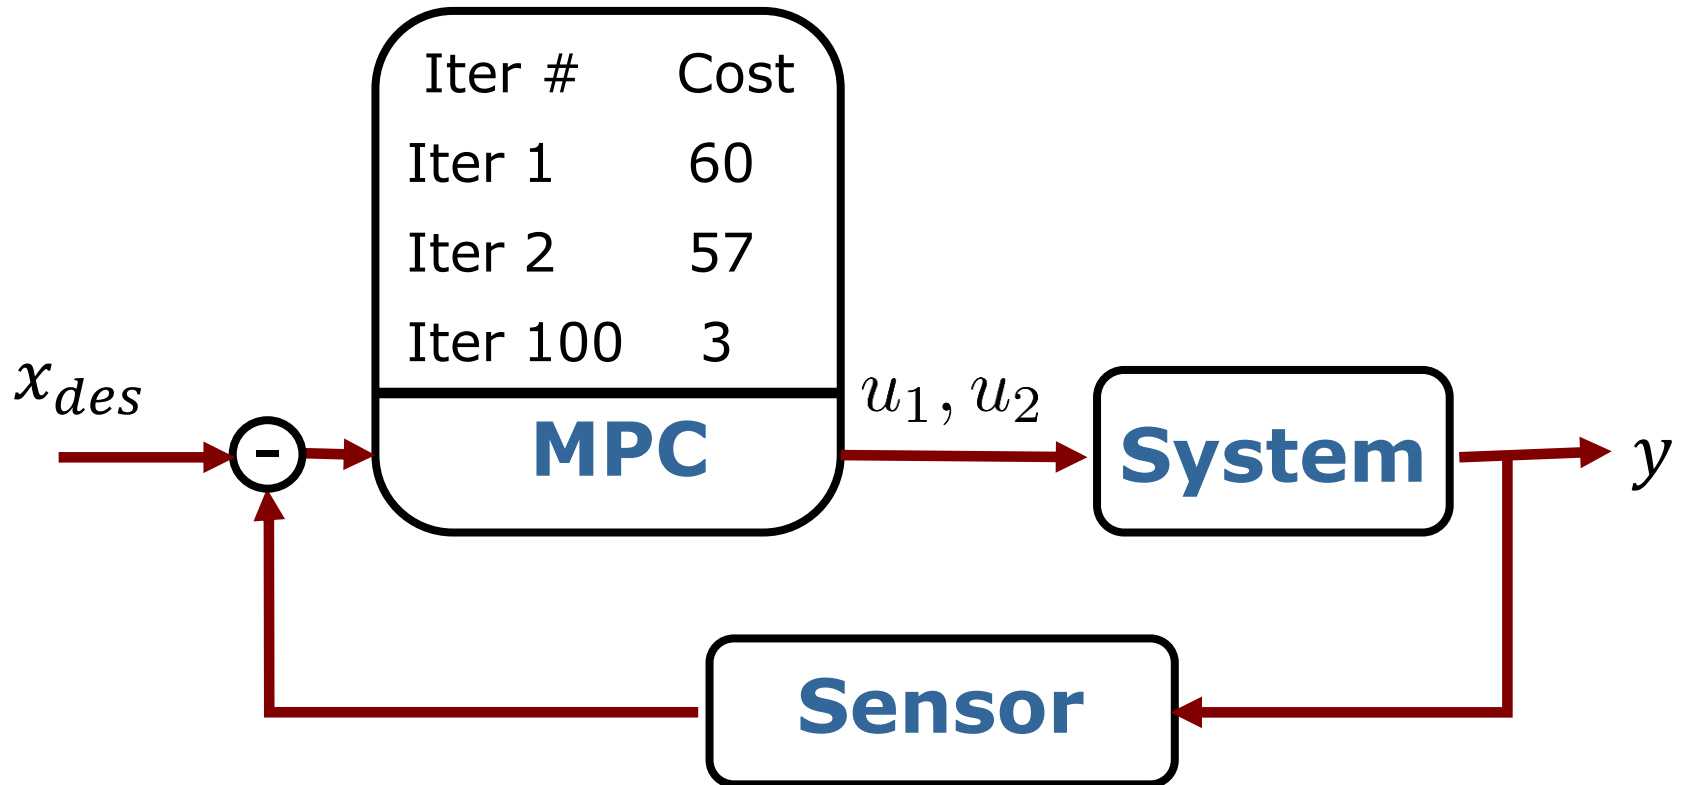 Iter # Cost
Iter 1 60
Iter 2 57
Iter 100 3
x_des
-
MPC
u_1, u_2
System
y
Sensor